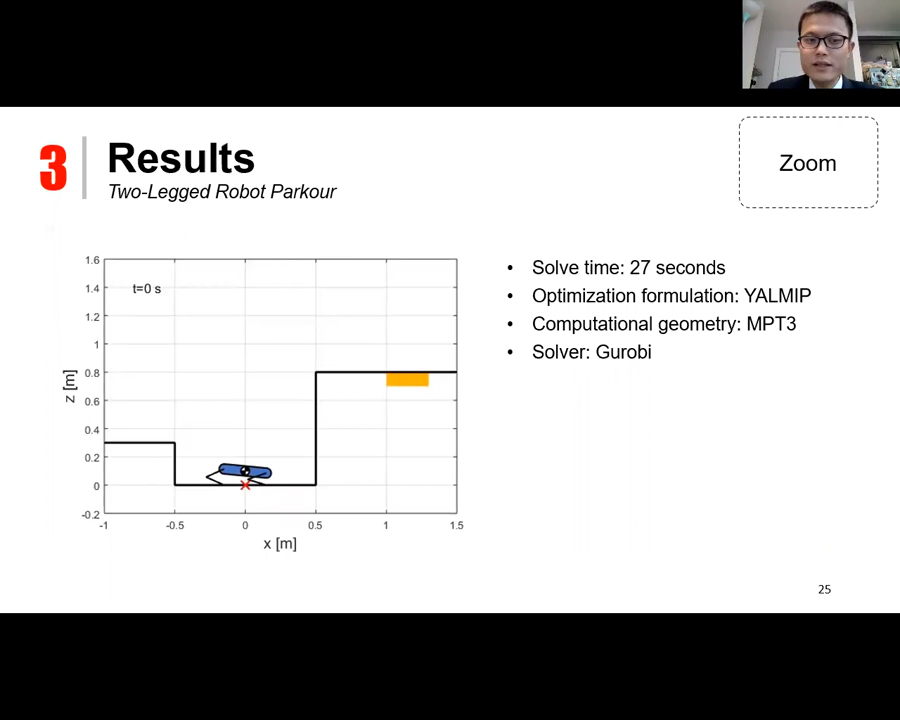 3
Results
Two-Legged Robot Parkour
Zoom
1.6
1.4
1.2
1
0.8
0.6
0.4
0.2
0
-0.2
z [m]
t=0 s
-1
-0.5
0
0.5
1
1.5
x [m]
• Solve time: 27 seconds
• Optimization formulation: YALMIP
• Computational geometry: MPT3
• Solver: Gurobi
25